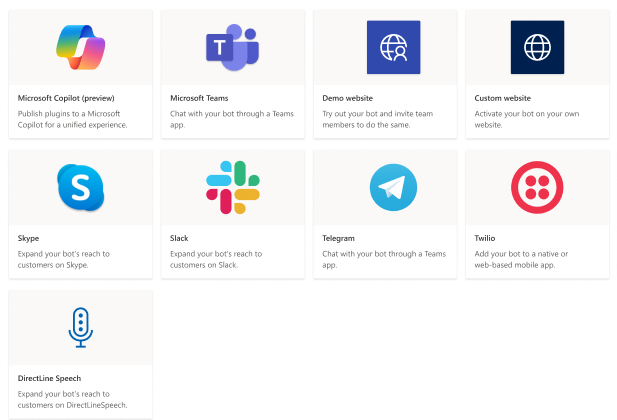 Microsoft Copilot (preview)
Publish plugins to a Microsoft
Copilot for a unified experience.
T
Microsoft Teams
Chat with your bot through a Teams
app.
Demo website
Try out your bot and invite team
members to do the same.
Custom website
Activate your bot on your own
website.
S
Skype
Expand your bot's reach to
customers on Skype.
Slack
Expand your bot's reach to
customers on Slack.
Telegram
Chat with your bot through a Teams
app.
Twilio
Add your bot to a native or
web-based mobile app.
DirectLine Speech
Expand your bot's reach to
customers on DirectLineSpeech.